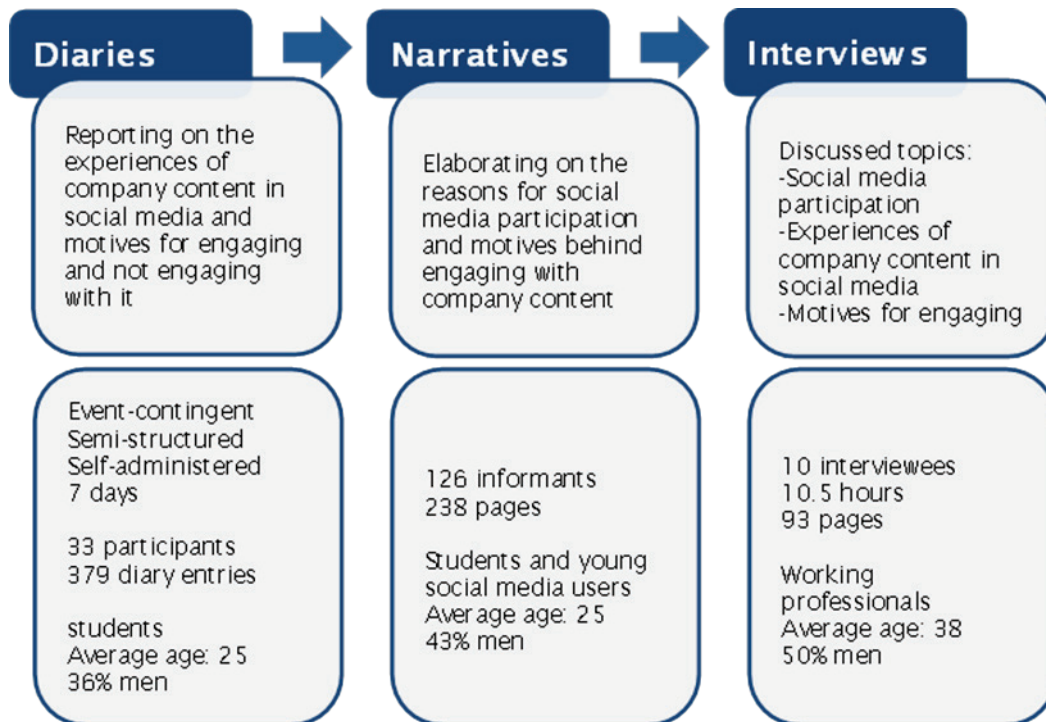 Diaries
Reporting on the
experiences of
company content in
social media and
motives for engaging
and not engaging
with it
Event-contingent
Semi-structured
Self-administered
7 days
33 participants
379 diary entries
students
Average age: 25
36% men
Narratives
Elaborating on the
reasons for social
media participation
and motives behind
engaging with
company content
126 informants
238 pages
Students and young
social media users
Average age: 25
43% men
Interviews
Discussed topics:
-Social media
participation
-Experiences of
company content in
social media
-Motives for engaging
10 interviewees
10.5 hours
93 pages
Working
professionals
Average age: 38
50% men